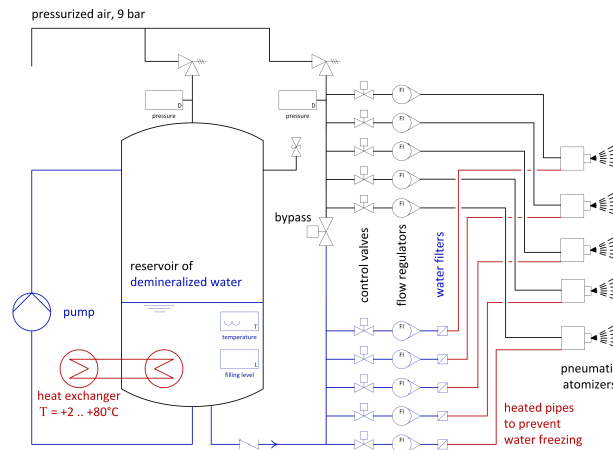 pressurized air, 9 bar
D
pressure
D
pressure
FI
FI
FI
FI
FI
bypass
control valves
flow regulators
water filters
reservoir of
demineralized water
pump
T
temperature
L
filling level
heat exchanger
T = +2 .. +80°C
FI
FI
FI
FI
FI
pneumati
atomizers
heated pipes
to prevent
water freezing